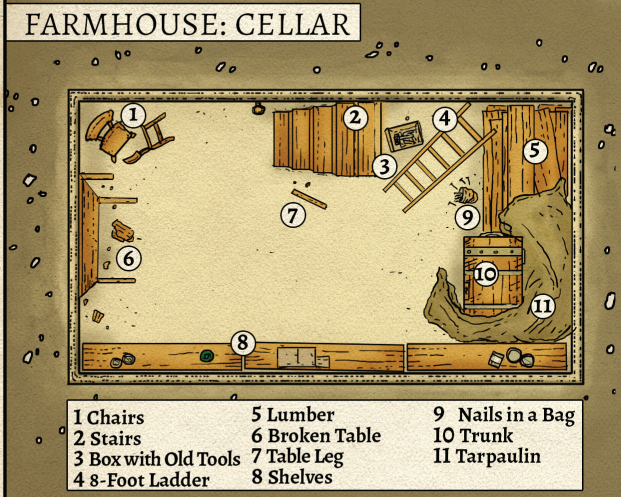 FARMHOUSE: CELLAR
1
2
3
4
5
6
7
8
9
10
11
1 Chairs
2 Stairs
3 Box with Old Tools
4 8-Foot Ladder
5 Lumber
6 Broken Table
7 Table Leg
8 Shelves
9 Nails in a Bag
10 Trunk
11 Tarpaulin